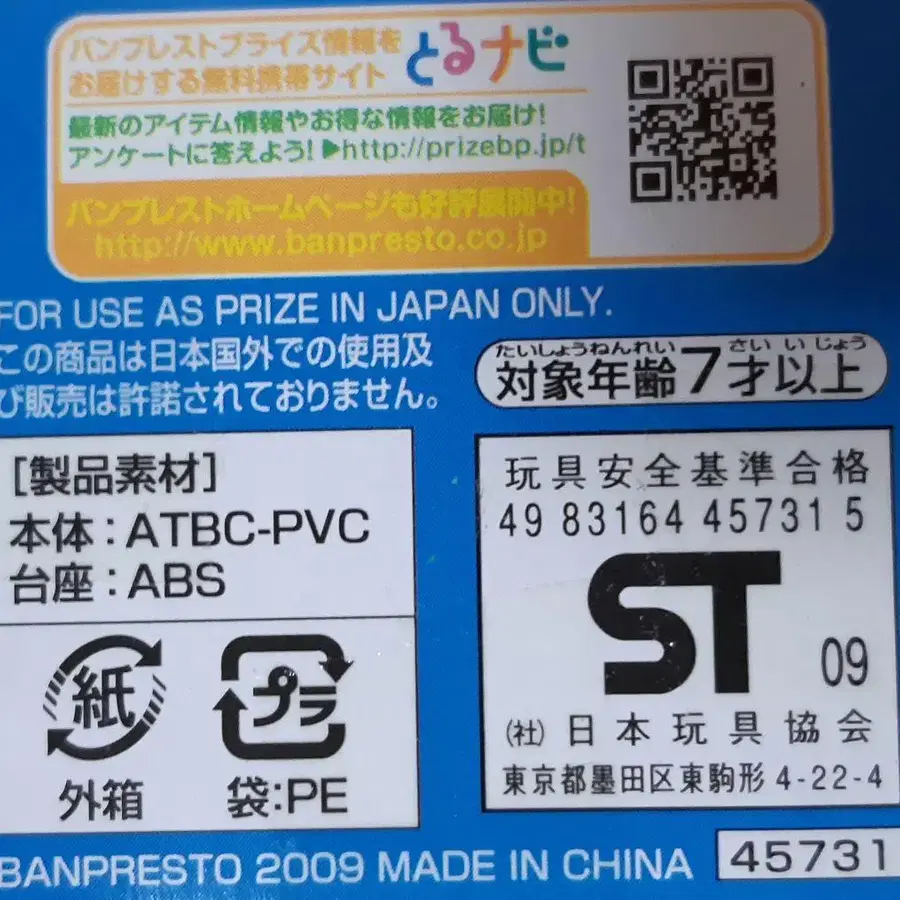 バンプレストプライズ情報を
お届けする無料携帯サイト
とるナビ
最新のアイテム情報やお得な情報をお届け!
アンケートに答えよう!▶http://prizebp.jp/t
バンプレストホームページも好評展開中!
http://www.banpresto.co.jp
FOR USE AS PRIZE IN JAPAN ONLY.
この商品は日本国外での使用及
び販売は許諾されておりません。
たいしょうねんれい さい いじょう
対象年齢7才以上
[製品素材]
本体:ATBC-PVC
台座:ABS
紙
外箱
プラ
袋:PE
玩具安全基準合格
49 83164 45731 5
ST
09
(社)日本玩具協会
東京都墨田区東駒形 4-22-4
BANPRESTO 2009 MADE IN CHINA
45731